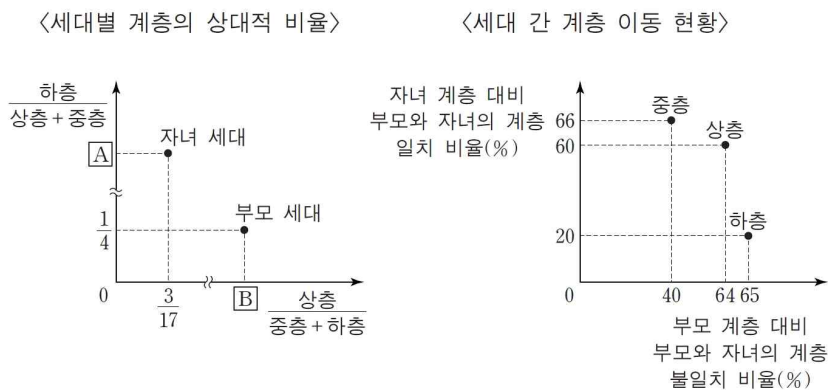 〈세대별 계층의 상대적 비율〉
하층
상층+중층
A
자녀 세대
1
4
부모 세대
0
3
17
B
상층
중층+하층
〈세대 간 계층 이동 현황〉
자녀 계층 대비
부모와 자녀의 계층
일치 비율(%)
66
60
20
중층
상층
하층
0
40
64 65
부모 계층 대비
부모와 자녀의 계층
불일치 비율(%)